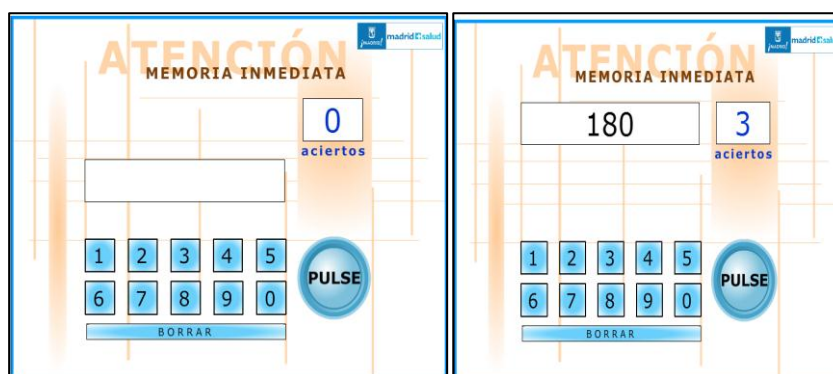 ATENCIÓN
¡MADRID!
madrid salud
MEMORIA INMEDIATA
0
aciertos
1 2 3 4 5
6 7 8 9 0
PULSE
BORRAR
ATENCIÓN
¡MADRID!
madrid salud
MEMORIA INMEDIATA
180
3
aciertos
1 2 3 4 5
6 7 8 9 0
PULSE
BORRAR